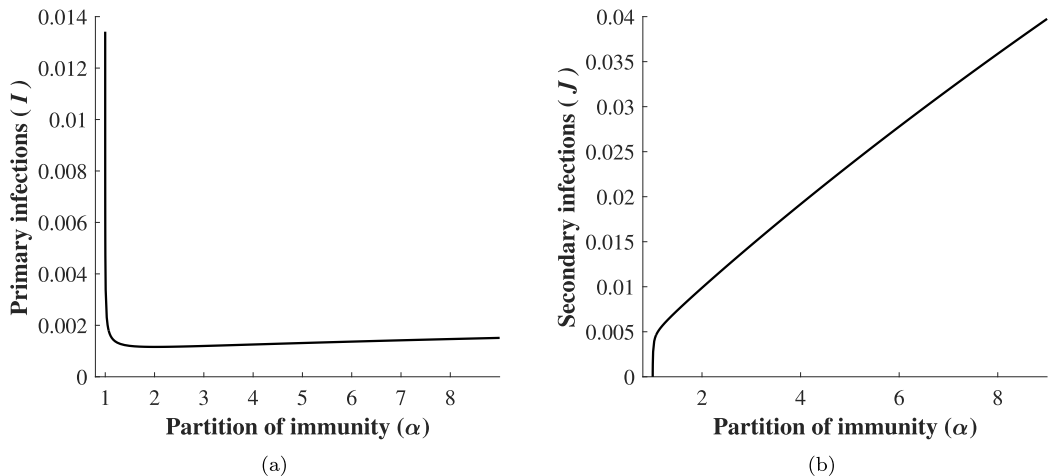 0.014
0.012
0.01
0.008
0.006
0.004
0.002
0
Primary infections ( I )
1 2 3 4 5 6 7 8
Partition of immunity (α)
(a)
0.04
0.035
0.03
0.025
0.02
0.015
0.01
0.005
0
Secondary infections ( J )
2 4 6 8
Partition of immunity (α)
(b)